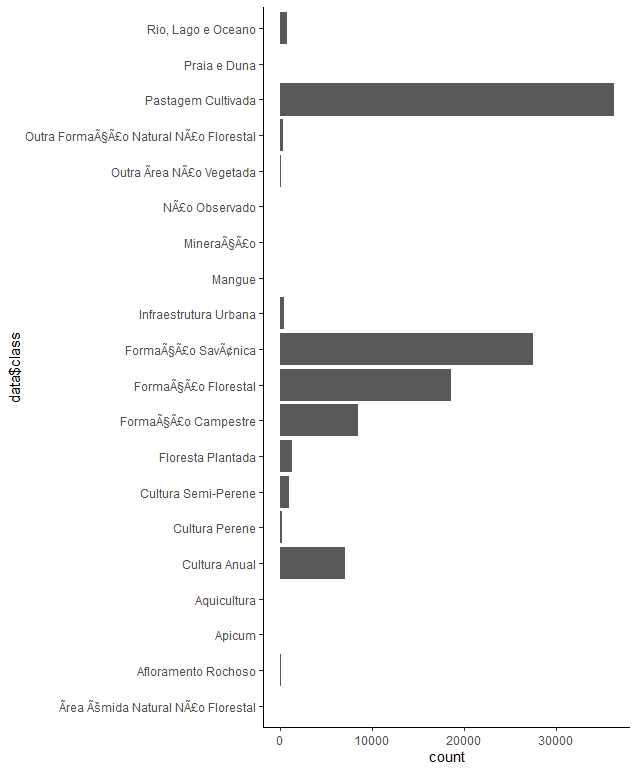 Rio, Lago e Oceano
Praia e Duna
Pastagem Cultivada
Outra FormaÃ§Ã£o Natural NÃ£o Florestal
Outra Ãrea NÃ£o Vegetada
NÃ£o Observado
MineraÃ§Ã£o
Mangue
Infraestrutura Urbana
FormaÃ§Ã£o SavÃ¢nica
FormaÃ§Ã£o Florestal
FormaÃ§Ã£o Campestre
Floresta Plantada
Cultura Semi-Perene
Cultura Perene
Cultura Anual
Aquicultura
Apicum
Afloramento Rochoso
Ãrea Ãšmida Natural NÃ£o Florestal
data$class
0 10000 20000 30000
count